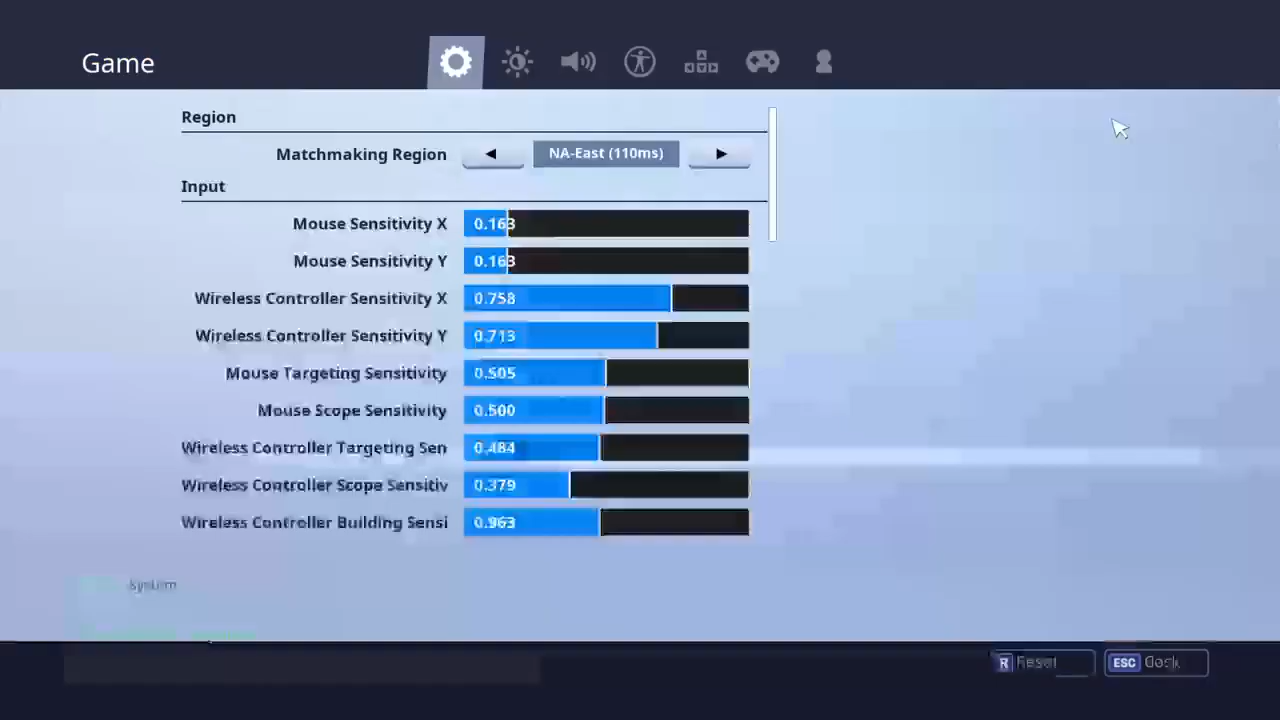 Game
Region
Matchmaking Region NA-East (110ms)
Input
Mouse Sensitivity X 0.163
Mouse Sensitivity Y 0.163
Wireless Controller Sensitivity X 0.758
Wireless Controller Sensitivity Y 0.713
Mouse Targeting Sensitivity 0.505
Mouse Scope Sensitivity 0.500
Wireless Controller Targeting Sen 0.484
Wireless Controller Scope Sensitiv 0.379
Wireless Controller Building Sensi 0.963
System
R Reset ESC